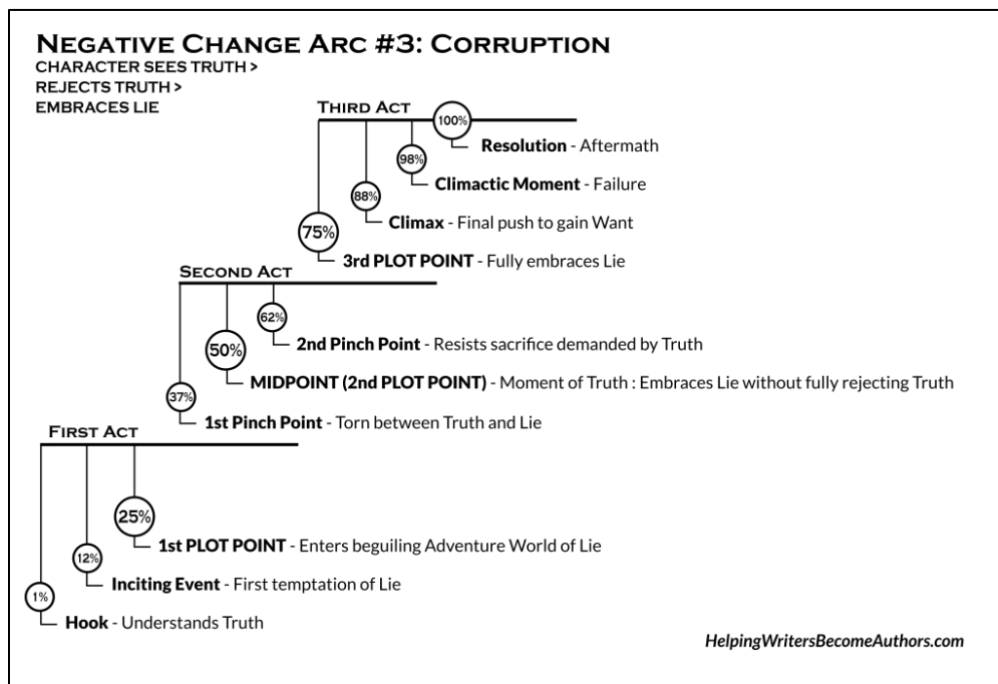 NEGATIVE CHANGE ARC #3: CORRUPTION
CHARACTER SEES TRUTH >
REJECTS TRUTH >
EMBRACES LIE
THIRD ACT
100%
Resolution - Aftermath
98%
Climactic Moment - Failure
88%
Climax - Final push to gain Want
75%
3rd PLOT POINT - Fully embraces Lie
SECOND ACT
62%
2nd Pinch Point - Resists sacrifice demanded by Truth
50%
MIDPOINT (2nd PLOT POINT) - Moment of Truth : Embraces Lie without fully rejecting Truth
37%
1st Pinch Point - Torn between Truth and Lie
FIRST ACT
25%
1st PLOT POINT - Enters beguiling Adventure World of Lie
12%
Inciting Event - First temptation of Lie
1%
Hook - Understands Truth
HelpingWritersBecomeAuthors.com